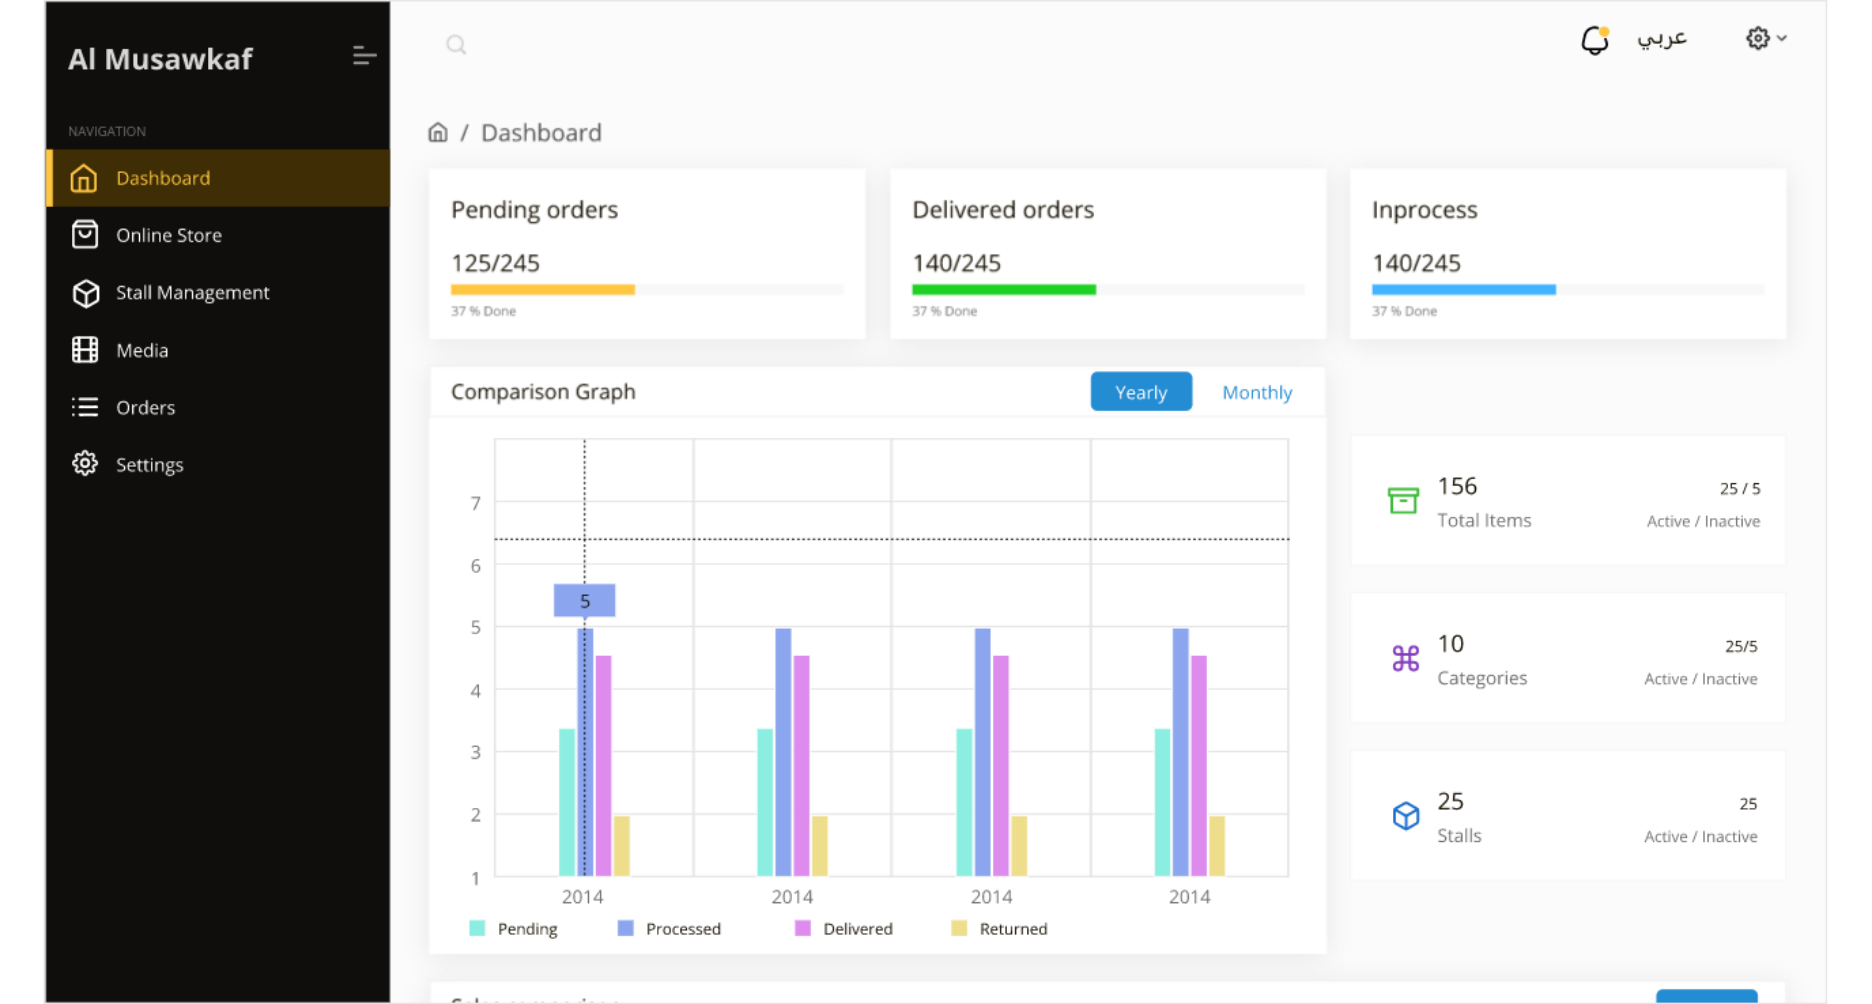 Al Musawkaf
عربي
NAVIGATION
Dashboard
Online Store
Stall Management
Media
Orders
Settings
/ Dashboard
Pending orders
125/245
37 % Done
Delivered orders
140/245
37 % Done
Inprocess
140/245
37 % Done
Comparison Graph
Yearly
Monthly
7
6
5
5
4
3
2
1
2014
2014
2014
2014
Pending
Processed
Delivered
Returned
156
25 / 5
Total Items
Active / Inactive
10
25/5
Categories
Active / Inactive
25
25
Stalls
Active / Inactive